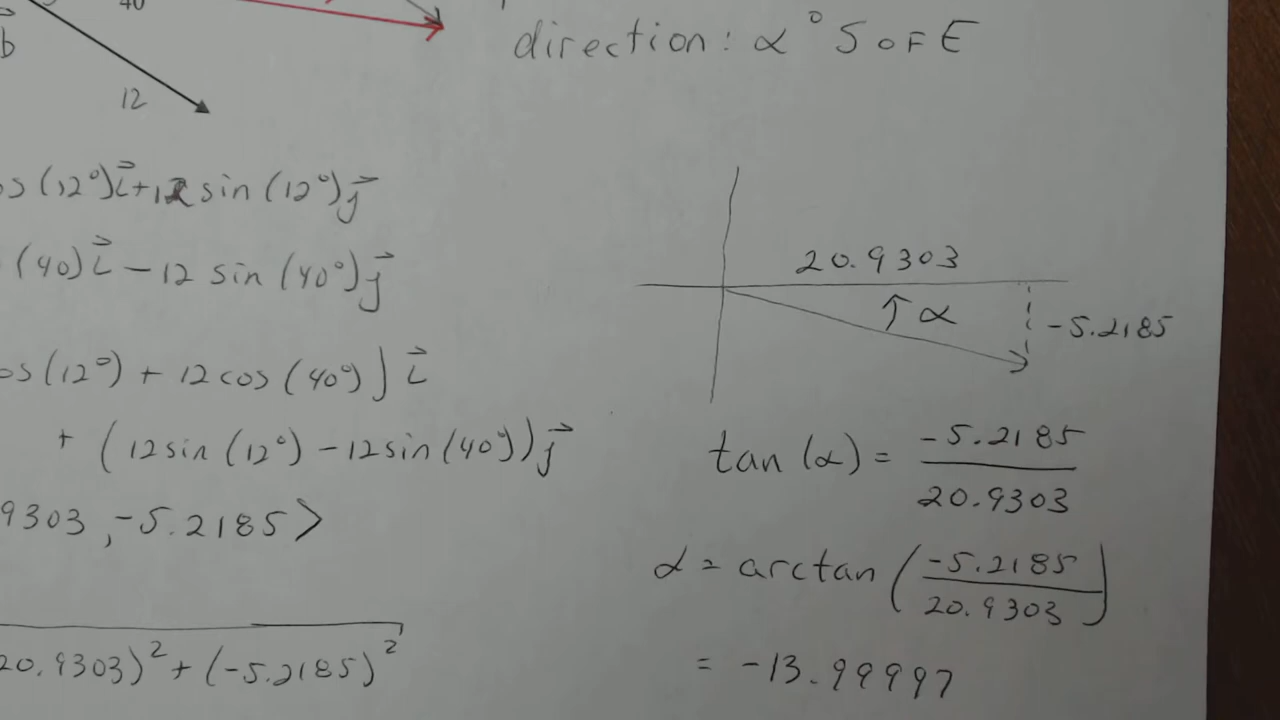 40
b⃗
12
direction: α° S OF E
os(12°)i⃗+12 sin(12°)j⃗
(40)i⃗ − 12 sin(40°)j⃗
os(12°) + 12 cos(40°)) i⃗
+ (12 sin(12°) − 12 sin(40°))j⃗
9303, -5.2185>
20.9303)² + (-5.2185)²
20.9303
↑α
-5.2185
tan(α) = -5.2185/20.9303
α = arctan(-5.2185/20.9303)
= -13.99997